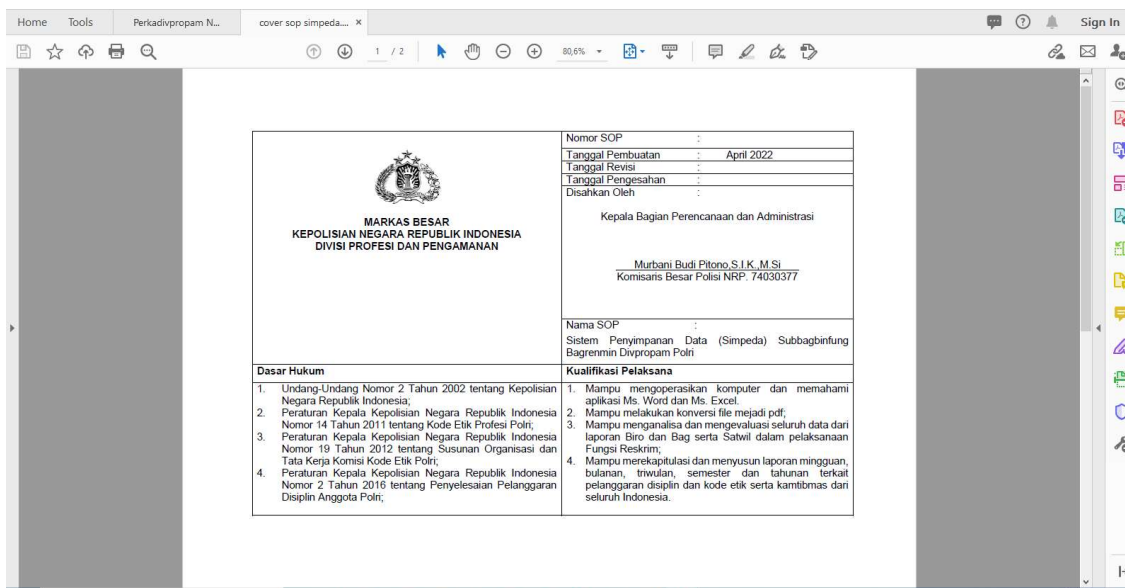 Home Tools Perkadivpropam N... cover sop simpeda.... × Sign In
1 / 2 80,6%
MARKAS BESAR
KEPOLISIAN NEGARA REPUBLIK INDONESIA
DIVISI PROFESI DAN PENGAMANAN
Nomor SOP :
Tanggal Pembuatan : April 2022
Tanggal Revisi :
Tanggal Pengesahan :
Disahkan Oleh :
Kepala Bagian Perencanaan dan Administrasi
Murbani Budi Pitono,S.I.K.,M.Si
Komisaris Besar Polisi NRP. 74030377
Nama SOP :
Sistem Penyimpanan Data (Simpeda) Subbagbinfung
Bagrenmin Divpropam Polri
Dasar Hukum
1. Undang-Undang Nomor 2 Tahun 2002 tentang Kepolisian
Negara Republik Indonesia;
2. Peraturan Kepala Kepolisian Negara Republik Indonesia
Nomor 14 Tahun 2011 tentang Kode Etik Profesi Polri;
3. Peraturan Kepala Kepolisian Negara Republik Indonesia
Nomor 19 Tahun 2012 tentang Susunan Organisasi dan
Tata Kerja Komisi Kode Etik Polri;
4. Peraturan Kepala Kepolisian Negara Republik Indonesia
Nomor 2 Tahun 2016 tentang Penyelesaian Pelanggaran
Disiplin Anggota Polri;
Kualifikasi Pelaksana
1. Mampu mengoperasikan komputer dan memahami
aplikasi Ms. Word dan Ms. Excel.
2. Mampu melakukan konversi file mejadi pdf;
3. Mampu menganalisa dan mengevaluasi seluruh data dari
laporan Biro dan Bag serta Satwil dalam pelaksanaan
Fungsi Reskrim;
4. Mampu merekapitulasi dan menyusun laporan mingguan,
bulanan, triwulan, semester dan tahunan terkait
pelanggaran disiplin dan kode etik serta kamtibmas dari
seluruh Indonesia.